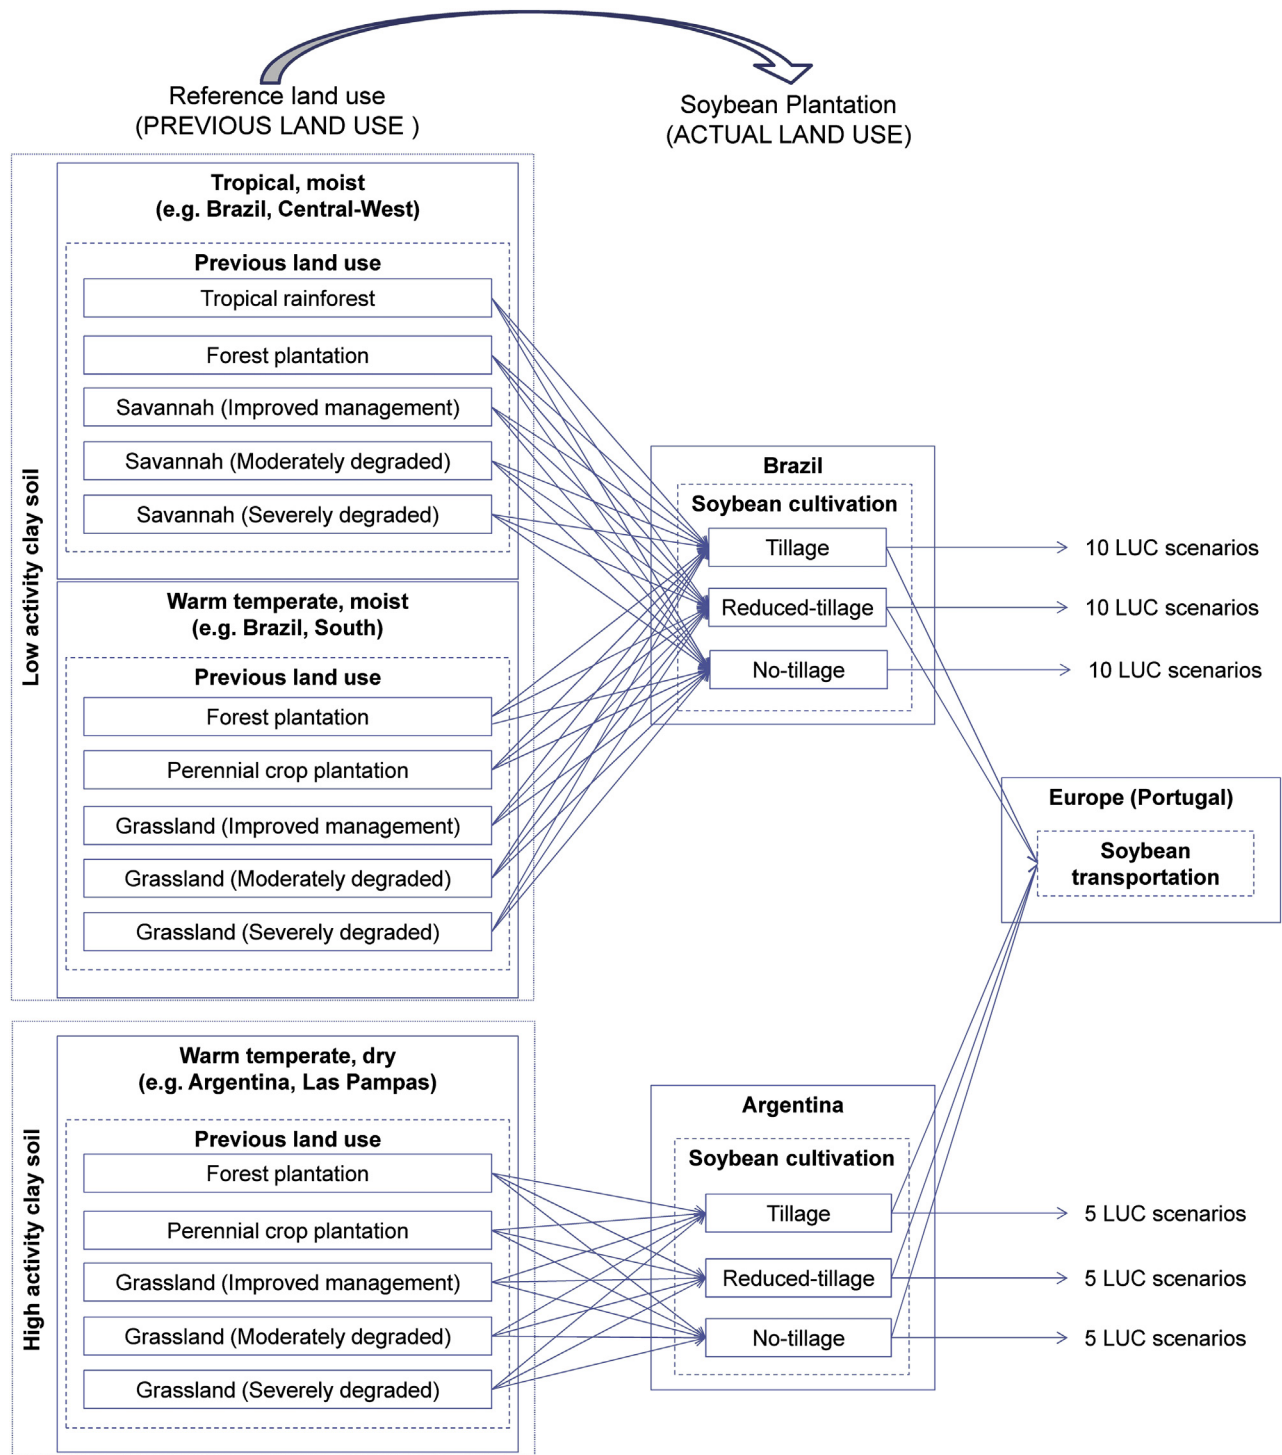 Reference land use
(PREVIOUS LAND USE )
Soybean Plantation
(ACTUAL LAND USE)
Low activity clay soil
Tropical, moist
(e.g. Brazil, Central-West)
Previous land use
Tropical rainforest
Forest plantation
Savannah (Improved management)
Savannah (Moderately degraded)
Savannah (Severely degraded)
Warm temperate, moist
(e.g. Brazil, South)
Previous land use
Forest plantation
Perennial crop plantation
Grassland (Improved management)
Grassland (Moderately degraded)
Grassland (Severely degraded)
Brazil
Soybean cultivation
Tillage
10 LUC scenarios
Reduced-tillage
10 LUC scenarios
No-tillage
10 LUC scenarios
Europe (Portugal)
Soybean
transportation
High activity clay soil
Warm temperate, dry
(e.g. Argentina, Las Pampas)
Previous land use
Forest plantation
Perennial crop plantation
Grassland (Improved management)
Grassland (Moderately degraded)
Grassland (Severely degraded)
Argentina
Soybean cultivation
Tillage
5 LUC scenarios
Reduced-tillage
5 LUC scenarios
No-tillage
5 LUC scenarios